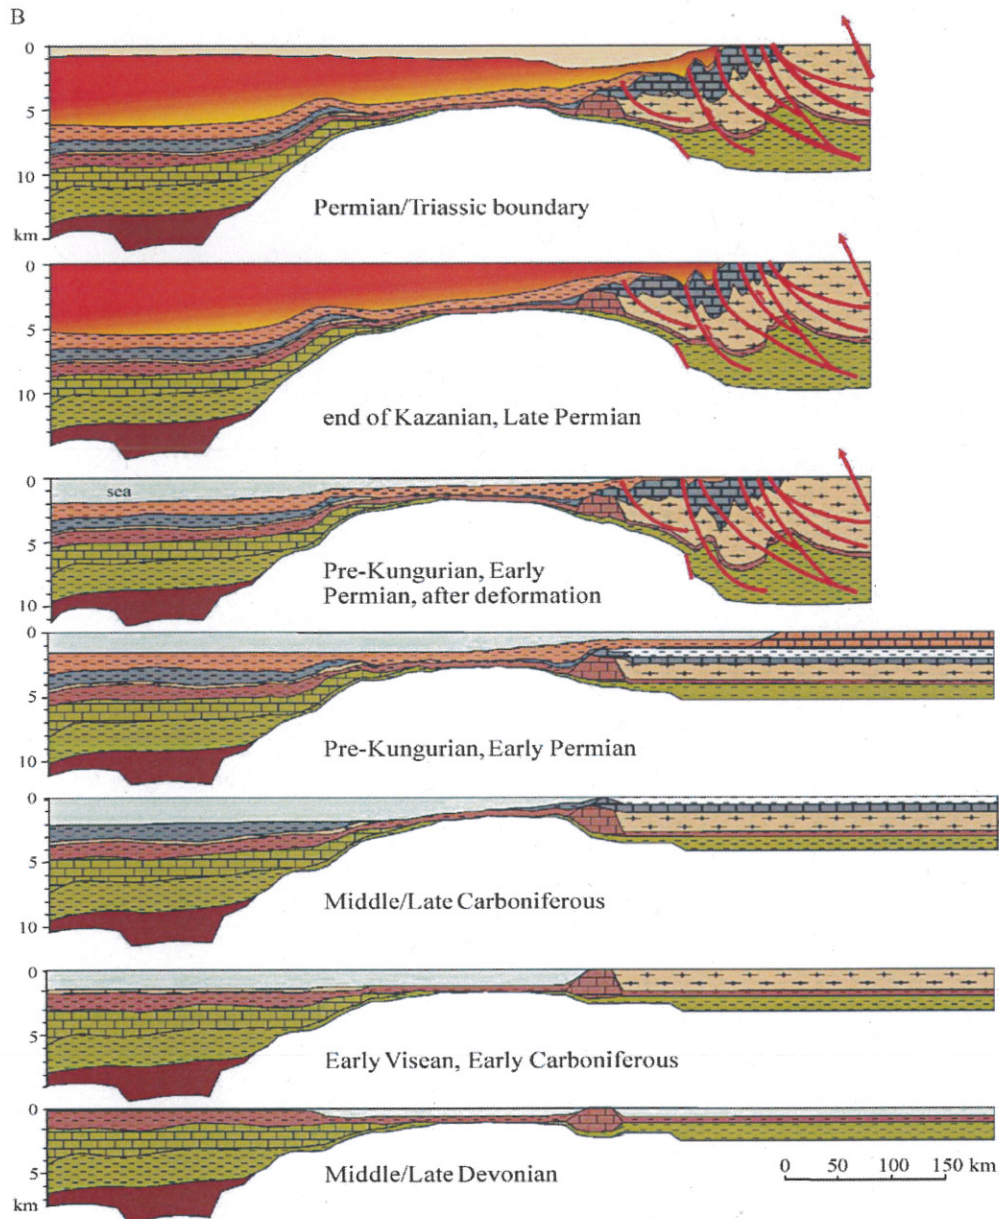 B
0
5
10
km
Permian/Triassic boundary
0
5
10
end of Kazanian, Late Permian
0
sea
5
10
Pre-Kungurian, Early
Permian, after deformation
0
5
10
Pre-Kungurian, Early Permian
0
5
10
Middle/Late Carboniferous
0
5
Early Visean, Early Carboniferous
0
5
km
Middle/Late Devonian
0 50 100 150 km